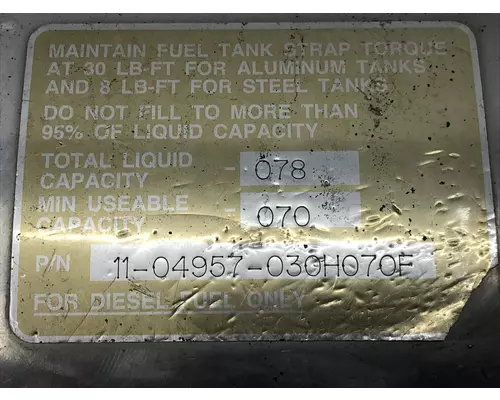 MAINTAIN FUEL TANK STRAP TORQUE
AT 30 LB-FT FOR ALUMINUM TANKS
AND 8 LB-FT FOR STEEL TANKS
DO NOT FILL TO MORE THAN
95% OF LIQUID CAPACITY
TOTAL LIQUID
CAPACITY - 078
MIN USEABLE
CAPACITY - 070
P/N 11-04957-030H070F
FOR DIESEL FUEL ONLY